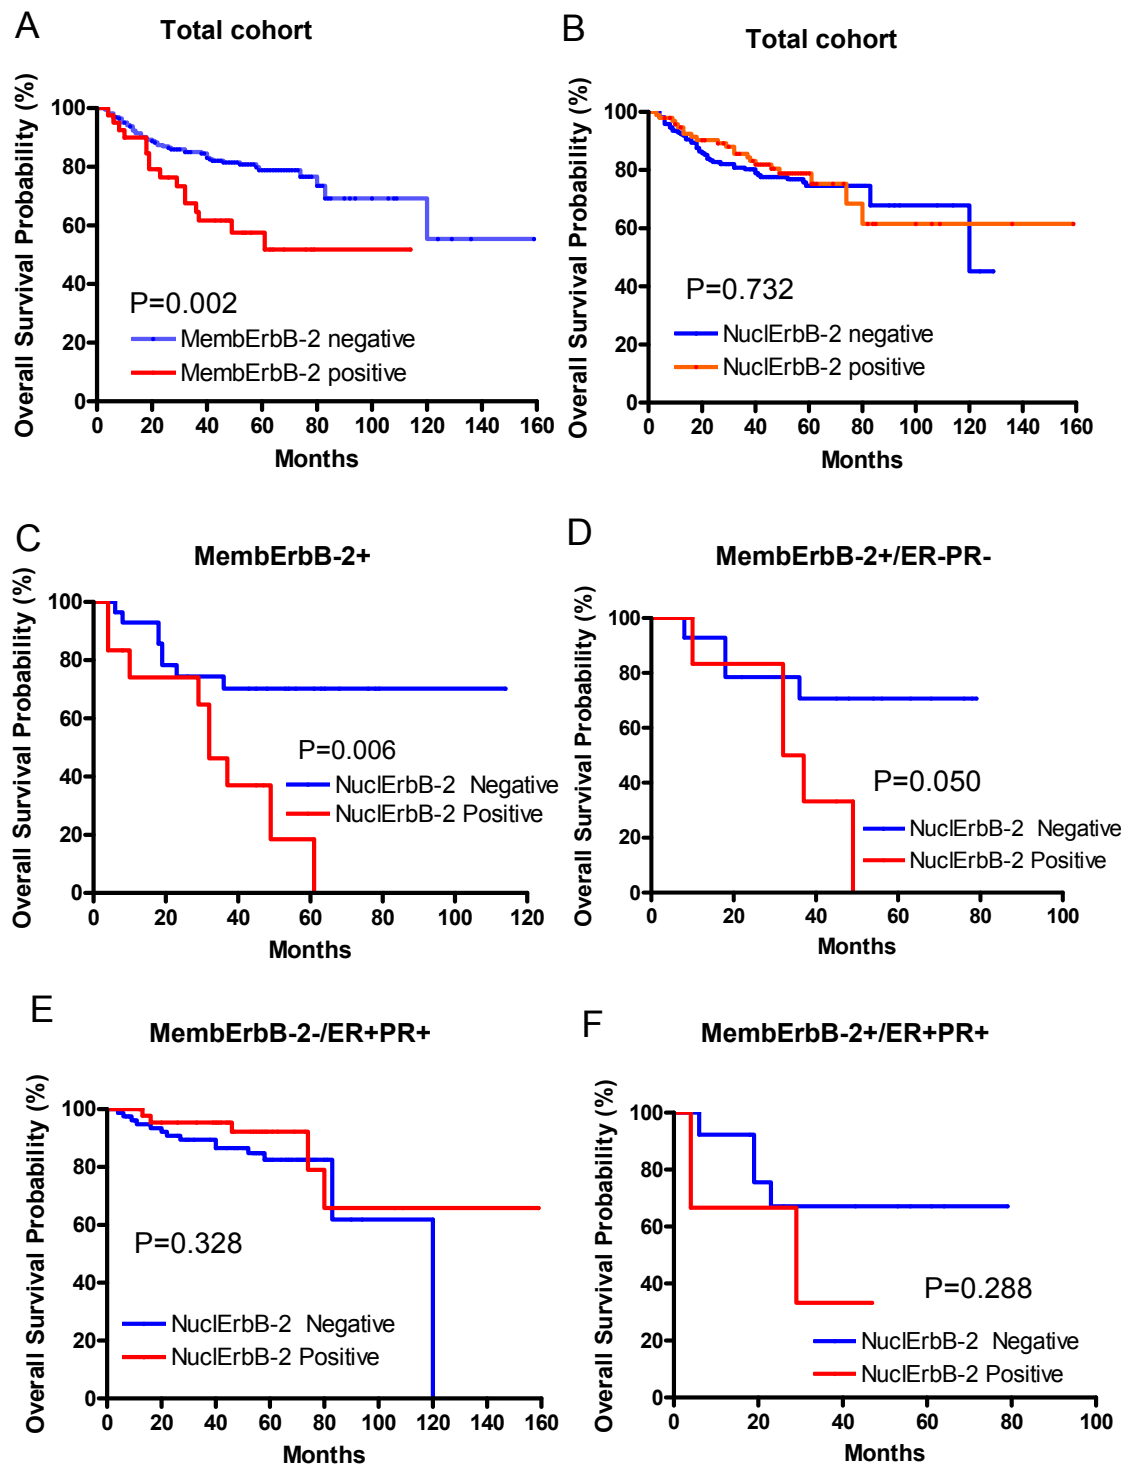 A
Total cohort
Overall Survival Probability (%)
100
80
60
40
20
0
P=0.002
MembErbB-2 negative
MembErbB-2 positive
0 20 40 60 80 100 120 140 160
Months
B
Total cohort
Overall Survival Probability (%)
100
80
60
40
20
0
P=0.732
NuclErbB-2 negative
NuclErbB-2 positive
0 20 40 60 80 100 120 140 160
Months
C
MembErbB-2+
Overall Survival Probability (%)
100
80
60
40
20
0
P=0.006
NuclErbB-2 Negative
NuclErbB-2 Positive
0 20 40 60 80 100 120
Months
D
MembErbB-2+/ER-PR-
Overall Survival Probability (%)
100
80
60
40
20
0
P=0.050
NuclErbB-2 Negative
NuclErbB-2 Positive
0 20 40 60 80 100
Months
E
MembErbB-2-/ER+PR+
Overall Survival Probability (%)
100
80
60
40
20
0
P=0.328
NuclErbB-2 Negative
NuclErbB-2 Positive
0 20 40 60 80 100 120 140 160
Months
F
MembErbB-2+/ER+PR+
Overall Survival Probability (%)
100
80
60
40
20
0
P=0.288
NuclErbB-2 Negative
NuclErbB-2 Positive
0 20 40 60 80 100
Months